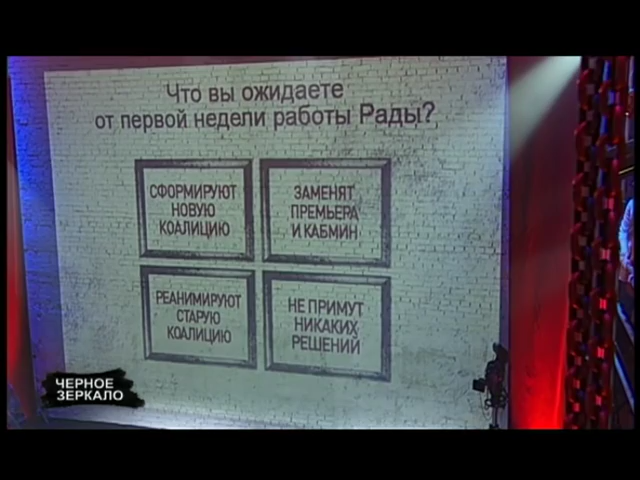 Что вы ожидаете
от первой недели работы Рады?
СФОРМИРУЮТ
НОВУЮ
КОАЛИЦИЮ
ЗАМЕНЯТ
ПРЕМЬЕРА
И КАБМИН
РЕАНИМИРУЮТ
СТАРУЮ
КОАЛИЦИЮ
НЕ ПРИМУТ
НИКАКИХ
РЕШЕНИЙ
ЧЕРНОЕ
ЗЕРКАЛО